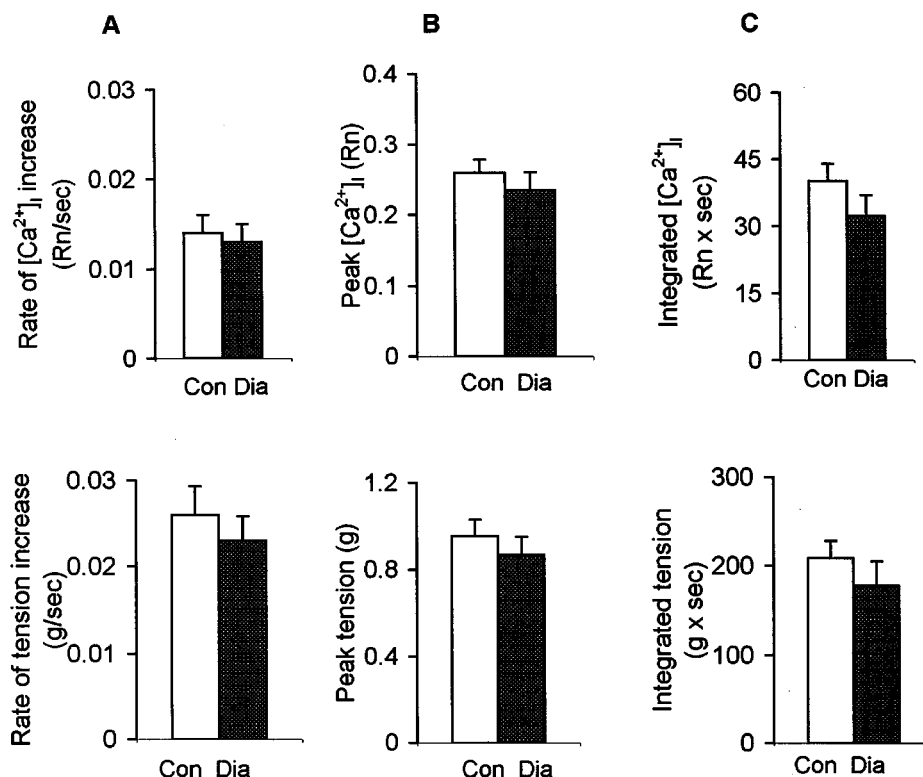 A
B
C
Rate of [Ca2+]I increase
(Rn/sec)
0.03
0.02
0.01
0
Con Dia
Peak [Ca2+]I (Rn)
0.4
0.3
0.2
0.1
0
Con Dia
Integrated [Ca2+]I
(Rn x sec)
60
45
30
15
0
Con Dia
Rate of tension increase
(g/sec)
0.03
0.02
0.01
0
Con Dia
Peak tension (g)
1.2
0.8
0.4
0
Con Dia
Integrated tension
(g x sec)
300
200
100
0
Con Dia